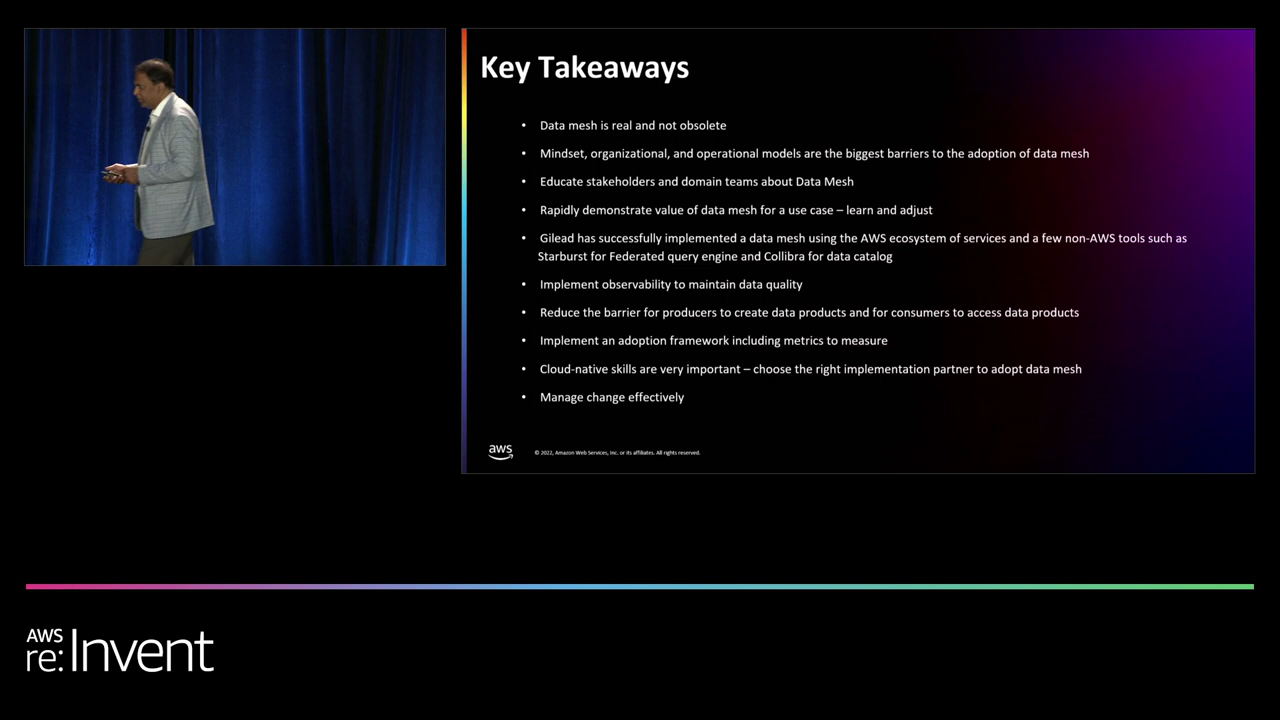 Key Takeaways
• Data mesh is real and not obsolete
• Mindset, organizational, and operational models are the biggest barriers to the adoption of data mesh
• Educate stakeholders and domain teams about Data Mesh
• Rapidly demonstrate value of data mesh for a use case – learn and adjust
• Gilead has successfully implemented a data mesh using the AWS ecosystem of services and a few non-AWS tools such as
Starburst for Federated query engine and Collibra for data catalog
• Implement observability to maintain data quality
• Reduce the barrier for producers to create data products and for consumers to access data products
• Implement an adoption framework including metrics to measure
• Cloud-native skills are very important – choose the right implementation partner to adopt data mesh
• Manage change effectively
aws
© 2022, Amazon Web Services, Inc. or its affiliates. All rights reserved.
AWS
re:Invent